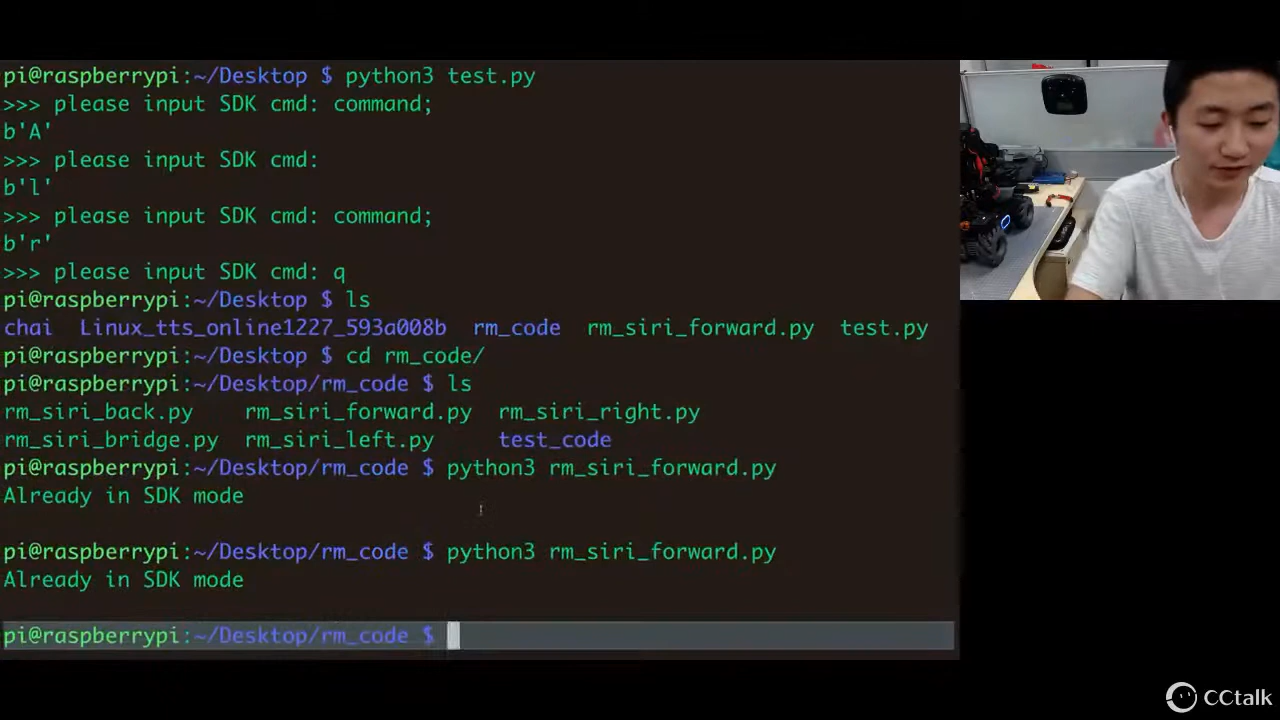 pi@raspberrypi:~/Desktop $ python3 test.py
>>> please input SDK cmd: command;
b'A'
>>> please input SDK cmd:
b'l'
>>> please input SDK cmd: command;
b'r'
>>> please input SDK cmd: q
pi@raspberrypi:~/Desktop $ ls
chai  Linux_tts_online1227_593a008b  rm_code  rm_siri_forward.py  test.py
pi@raspberrypi:~/Desktop $ cd rm_code/
pi@raspberrypi:~/Desktop/rm_code $ ls
rm_siri_back.py    rm_siri_forward.py  rm_siri_right.py
rm_siri_bridge.py  rm_siri_left.py     test_code
pi@raspberrypi:~/Desktop/rm_code $ python3 rm_siri_forward.py
Already in SDK mode
pi@raspberrypi:~/Desktop/rm_code $ python3 rm_siri_forward.py
Already in SDK mode
pi@raspberrypi:~/Desktop/rm_code $
CCtalk